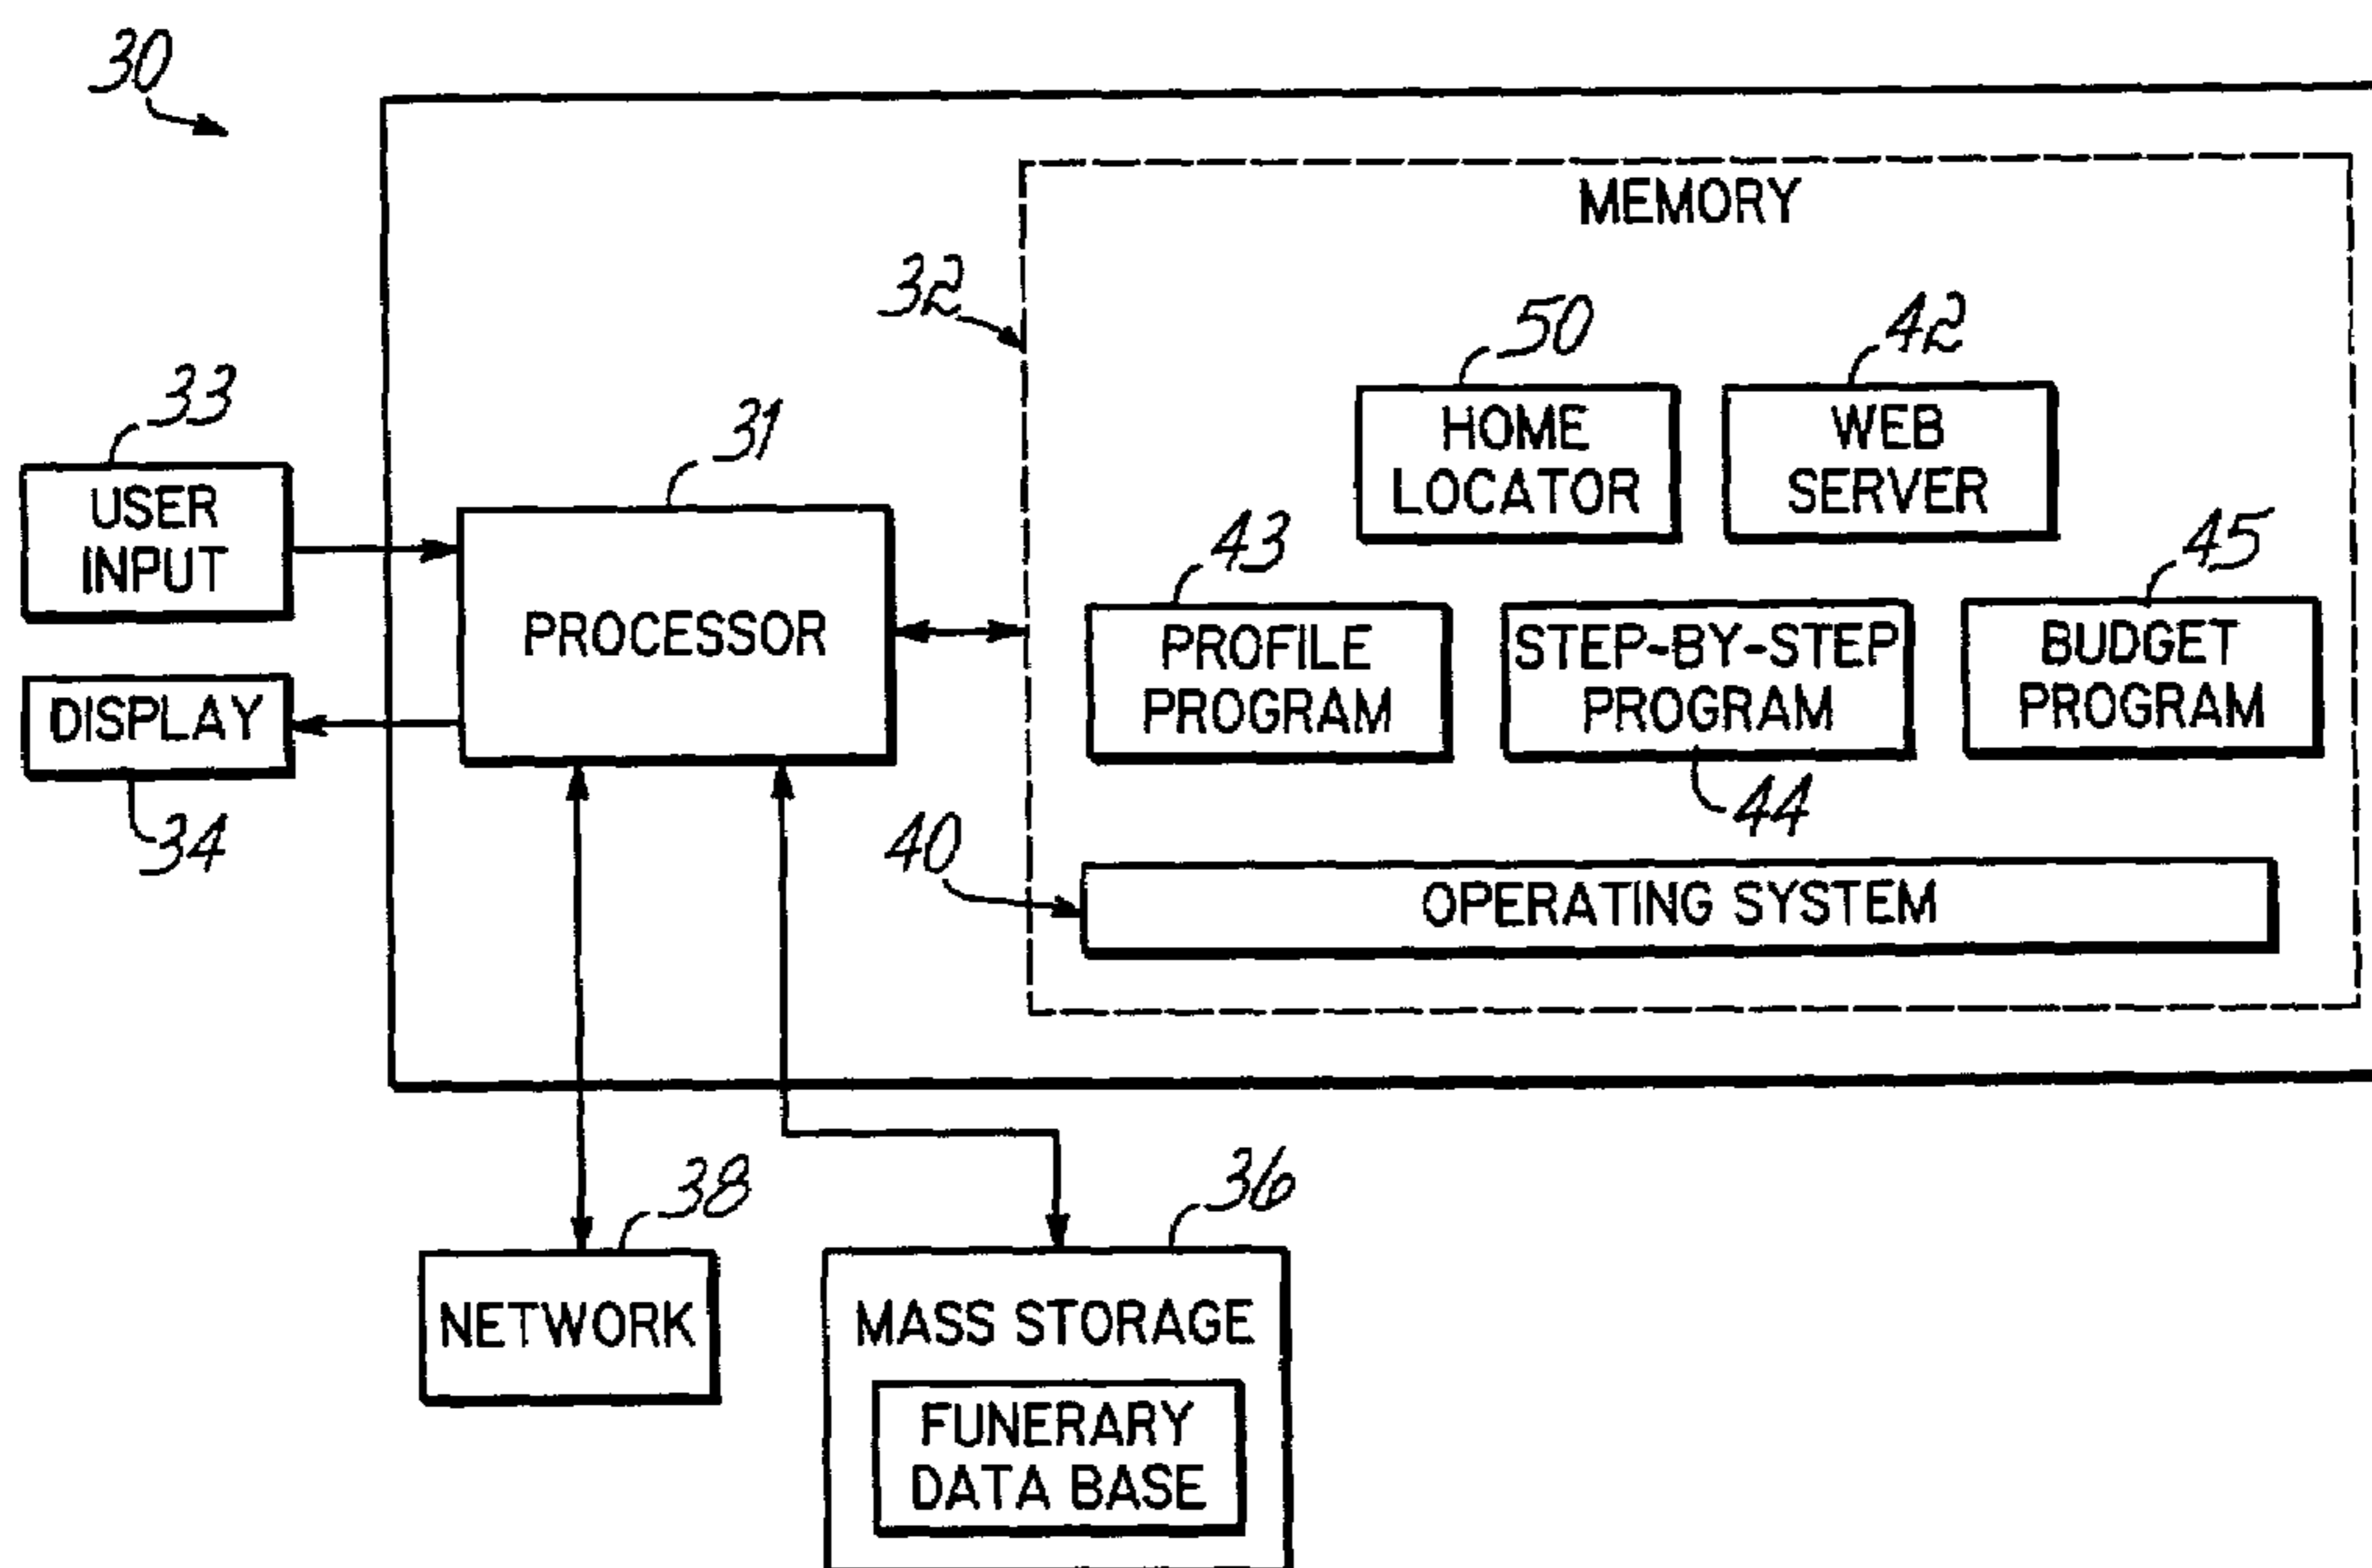 30
MEMORY
32
50
42
HOME
LOCATOR
WEB
SERVER
33
USER
INPUT
31
PROCESSOR
43
PROFILE
PROGRAM
STEP-BY-STEP
PROGRAM
44
45
BUDGET
PROGRAM
DISPLAY
34
40
OPERATING SYSTEM
38
NETWORK
36
MASS STORAGE
FUNERARY
DATA BASE